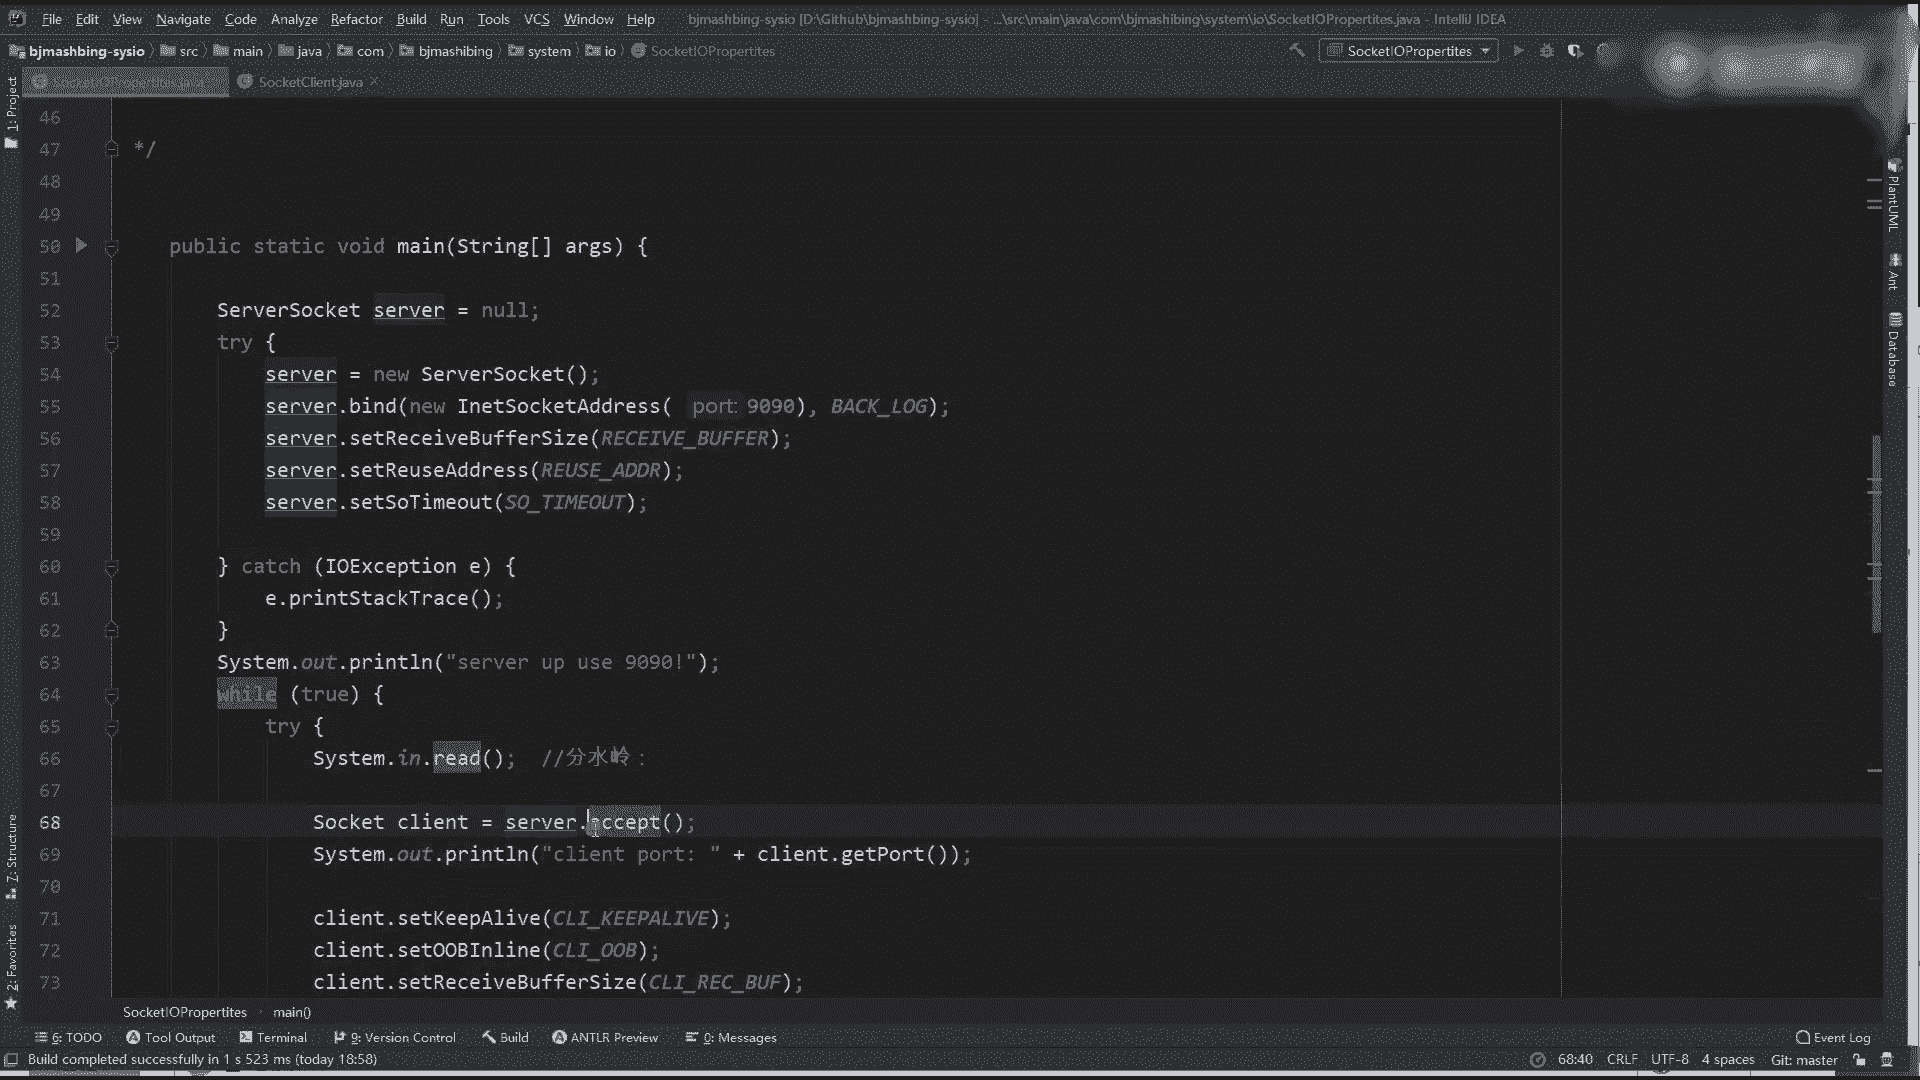 File Edit View Navigate Code Analyze Refactor Build Run Tools VCS Window Help bjmashbing-sysio [D:\Github\bjmashbing-sysio] - ...\src\main\java\com\bjmashibing\system\io\SocketIOPropertites.java - IntelliJ IDEA
bjmashbing-sysio src main java com bjmashibing system io SocketIOPropertites SocketIOPropertites
SocketIOPropertites.java SocketClient.java
1: Project
46
47 */
48
49
50 public static void main(String[] args) {
51
52 ServerSocket server = null;
53 try {
54 server = new ServerSocket();
55 server.bind(new InetSocketAddress( port: 9090), BACK_LOG);
56 server.setReceiveBufferSize(RECEIVE_BUFFER);
57 server.setReuseAddress(REUSE_ADDR);
58 server.setSoTimeout(SO_TIMEOUT);
59
60 } catch (IOException e) {
61 e.printStackTrace();
62 }
63 System.out.println("server up use 9090!");
64 while (true) {
65 try {
66 System.in.read(); //分水岭：
67
68 Socket client = server.accept();
69 System.out.println("client port: " + client.getPort());
70
71 client.setKeepAlive(CLI_KEEPALIVE);
72 client.setOOBInline(CLI_OOB);
73 client.setReceiveBufferSize(CLI_REC_BUF);
PlantUML
Ant
Database
7: Structure
2: Favorites
SocketIOPropertites main()
6: TODO Tool Output Terminal 9: Version Control Build ANTLR Preview 0: Messages Event Log
Build completed successfully in 1 s 523 ms (today 18:58) 68:40 CRLF UTF-8 4 spaces Git: master